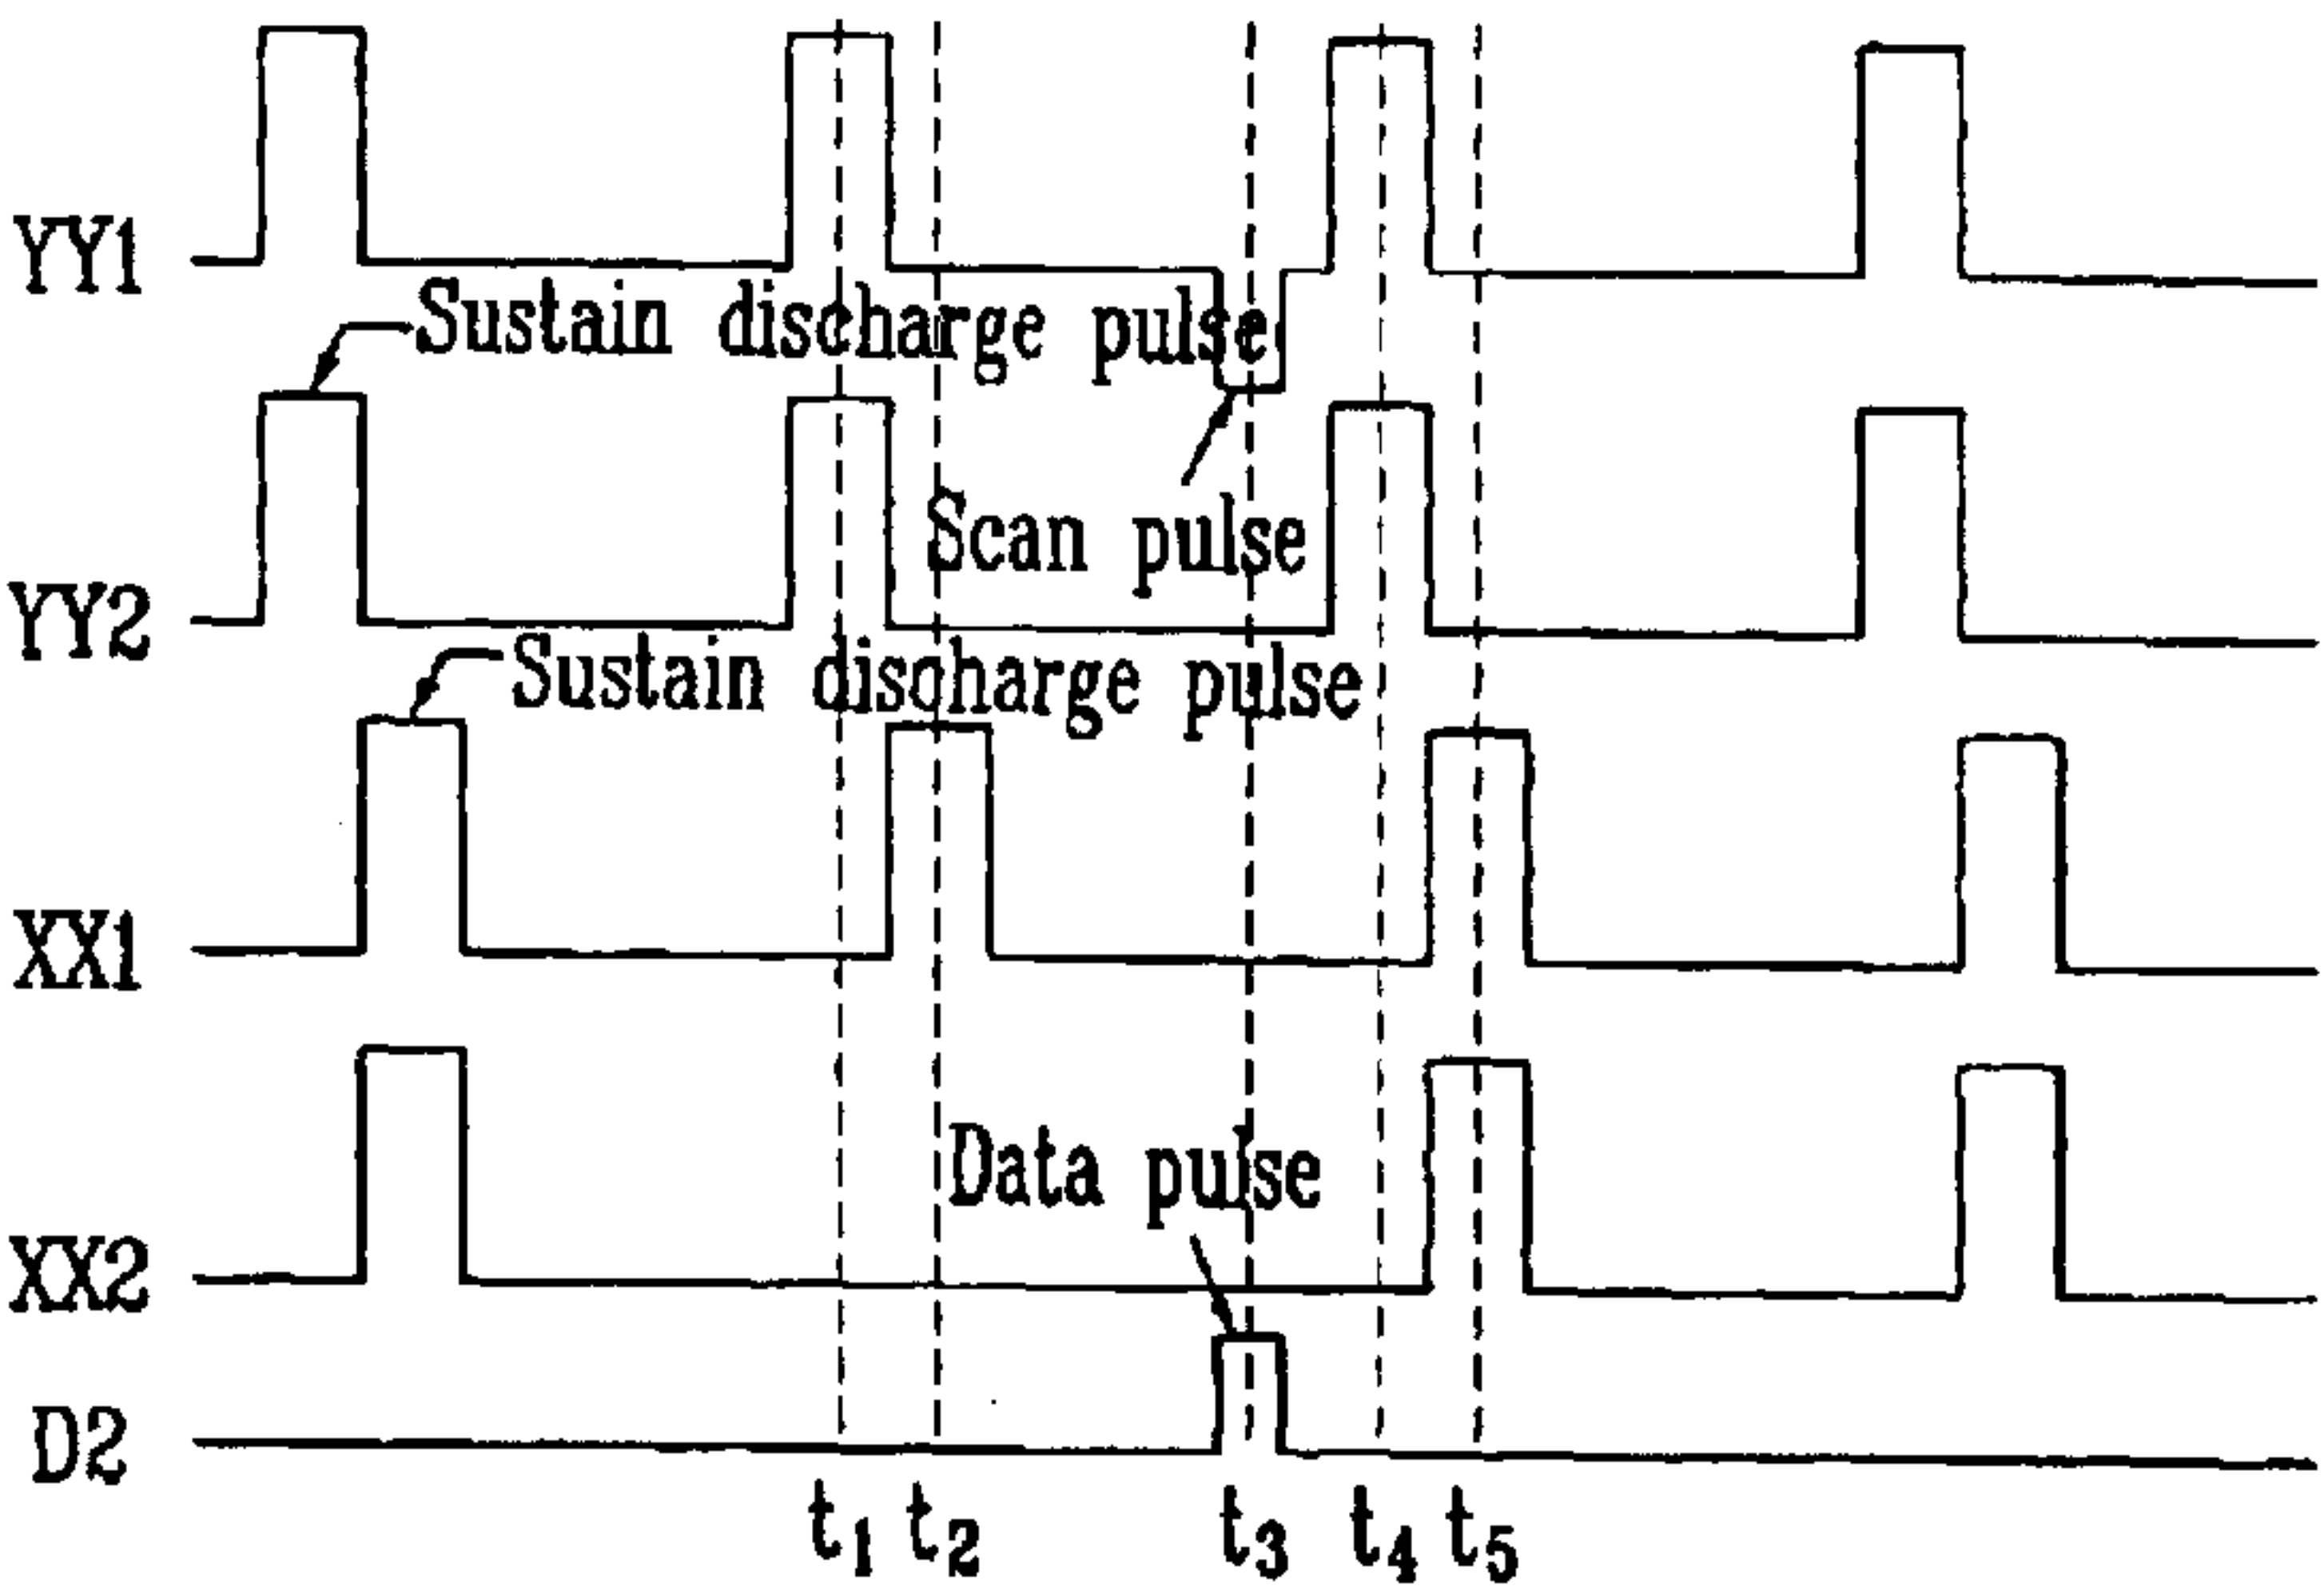 YY1
Sustain discharge pulse
Scan pulse
YY2
Sustain discharge pulse
XX1
Data pulse
XX2
D2
t1 t2 t3 t4 t5